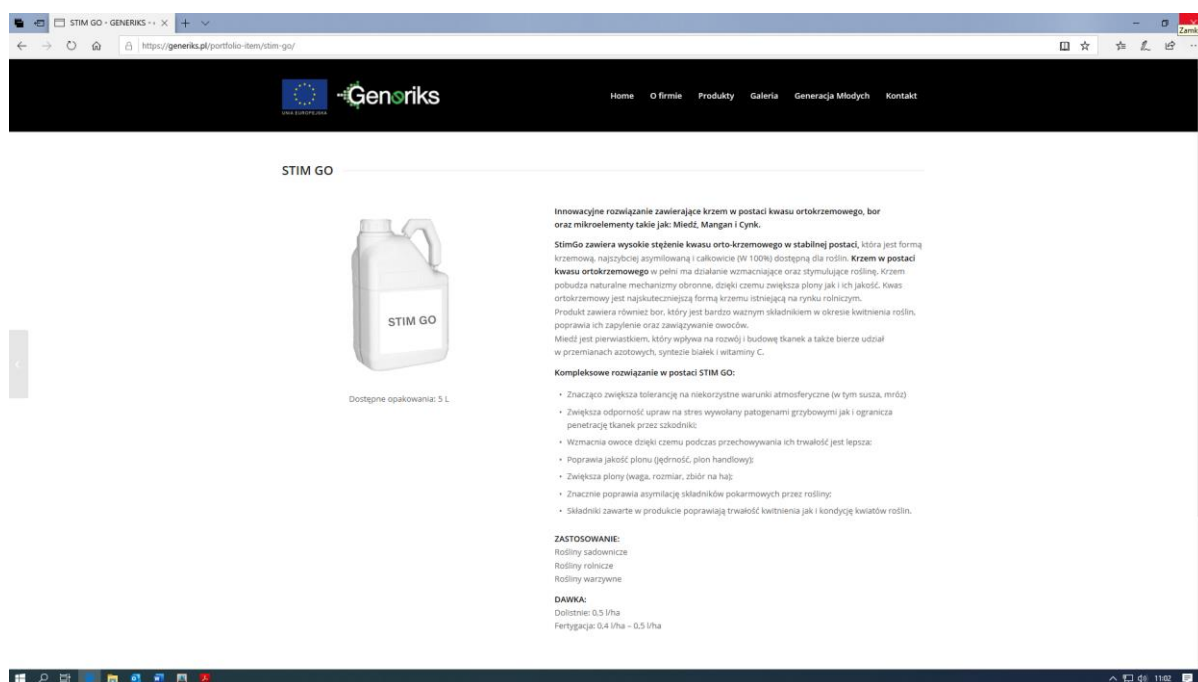 STIM GO - GENERIKS
Zamk
https://generiks.pl/portfolio-item/stim-go/
UNIA EUROPEJSKA
Generiks
Home O firmie Produkty Galeria Generacja Młodych Kontakt
STIM GO
STIM GO
Dostępne opakowania: 5 L
Innowacyjne rozwiązanie zawierające krzem w postaci kwasu ortokrzemowego, bor
oraz mikroelementy takie jak: Miedź, Mangan i Cynk.
StimGo zawiera wysokie stężenie kwasu orto-krzemowego w stabilnej postaci, która jest formą
krzemową, najszybciej asymilowaną i całkowicie (W 100%) dostępną dla roślin. Krzem w postaci
kwasu ortokrzemowego w pełni ma działanie wzmacniające oraz stymulujące roślinę. Krzem
pobudza naturalne mechanizmy obronne, dzięki czemu zwiększa plony jak i ich jakość. Kwas
ortokrzemowy jest najskuteczniejszą formą krzemu istniejącą na rynku rolniczym.
Produkt zawiera również bor, który jest bardzo ważnym składnikiem w okresie kwitnienia roślin,
poprawia ich zapylenie oraz zawiązywanie owoców.
Miedź jest pierwiastkiem, który wpływa na rozwój i budowę tkanek a także bierze udział
w przemianach azotowych, syntezie białek i witaminy C.
Kompleksowe rozwiązanie w postaci STIM GO:
• Znacząco zwiększa tolerancję na niekorzystne warunki atmosferyczne (w tym susza, mróz)
• Zwiększa odporność upraw na stres wywołany patogenami grzybowymi jak i ogranicza
penetrację tkanek przez szkodniki;
• Wzmacnia owoce dzięki czemu podczas przechowywania ich trwałość jest lepsza;
• Poprawia jakość plonu (jędrność, plon handlowy);
• Zwiększa plony (waga, rozmiar, zbiór na ha);
• Znacznie poprawia asymilację składników pokarmowych przez rośliny;
• Składniki zawarte w produkcie poprawiają trwałość kwitnienia jak i kondycję kwiatów roślin.
ZASTOSOWANIE:
Rośliny sadownicze
Rośliny rolnicze
Rośliny warzywne
DAWKA:
Dolistnie: 0,5 l/ha
Fertygacja: 0,4 l/ha – 0,5 l/ha
11:02